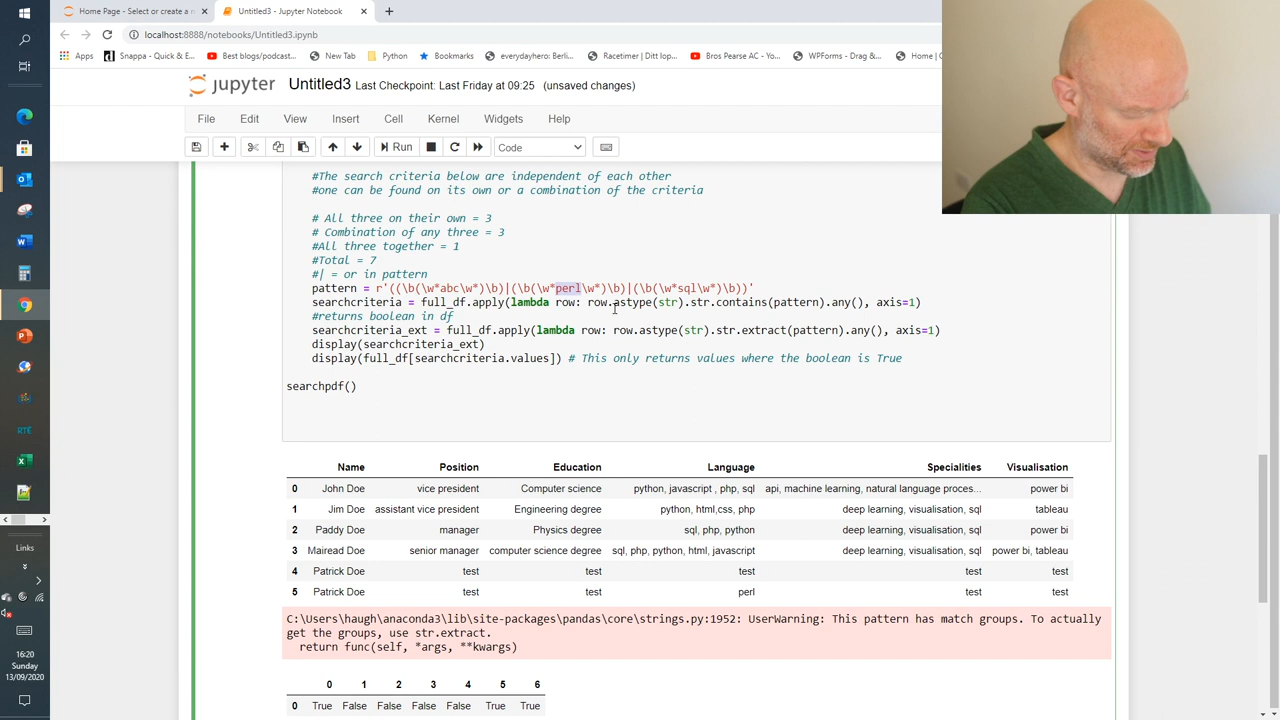 Home Page - Select or create a n
Untitled3 - Jupyter Notebook
localhost:8888/notebooks/Untitled3.ipynb
Apps
Snappa - Quick & E...
Best blogs/podcast...
New Tab
Python
Bookmarks
everydayhero: Berli...
Racetimer | Ditt lop...
Bros Pearse AC - Yo...
WPForms - Drag &...
Home |
jupyter Untitled3 Last Checkpoint: Last Friday at 09:25 (unsaved changes)
File Edit View Insert Cell Kernel Widgets Help
Run
Code
#The search criteria below are independent of each other
#one can be found on its own or a combination of the criteria
# All three on their own = 3
# Combination of any three = 3
#All three together = 1
#Total = 7
#| = or in pattern
pattern = r'((\b(\w*abc\w*)\b)|(\b(\w*perl\w*)\b)|(\b(\w*sql\w*)\b))'
searchcriteria = full_df.apply(lambda row: row.astype(str).str.contains(pattern).any(), axis=1)
#returns boolean in df
searchcriteria_ext = full_df.apply(lambda row: row.astype(str).str.extract(pattern).any(), axis=1)
display(searchcriteria_ext)
display(full_df[searchcriteria.values]) # This only returns values where the boolean is True
searchpdf()
Name Position Education Language Specialities Visualisation
0 John Doe vice president Computer science python, javascript , php, sql api, machine learning, natural language proces... power bi
1 Jim Doe assistant vice president Engineering degree python, html,css, php deep learning, visualisation, sql tableau
2 Paddy Doe manager Physics degree sql, php, python deep learning, visualisation, sql power bi
3 Mairead Doe senior manager computer science degree sql, php, python, html, javascript deep learning, visualisation, sql power bi, tableau
4 Patrick Doe test test test test test
5 Patrick Doe test test perl test test
C:\Users\haugh\anaconda3\lib\site-packages\pandas\core\strings.py:1952: UserWarning: This pattern has match groups. To actually
get the groups, use str.extract.
return func(self, *args, **kwargs)
0 1 2 3 4 5 6
0 True False False False False True True
RTÉ
Links
16:20
Sunday
13/09/2020